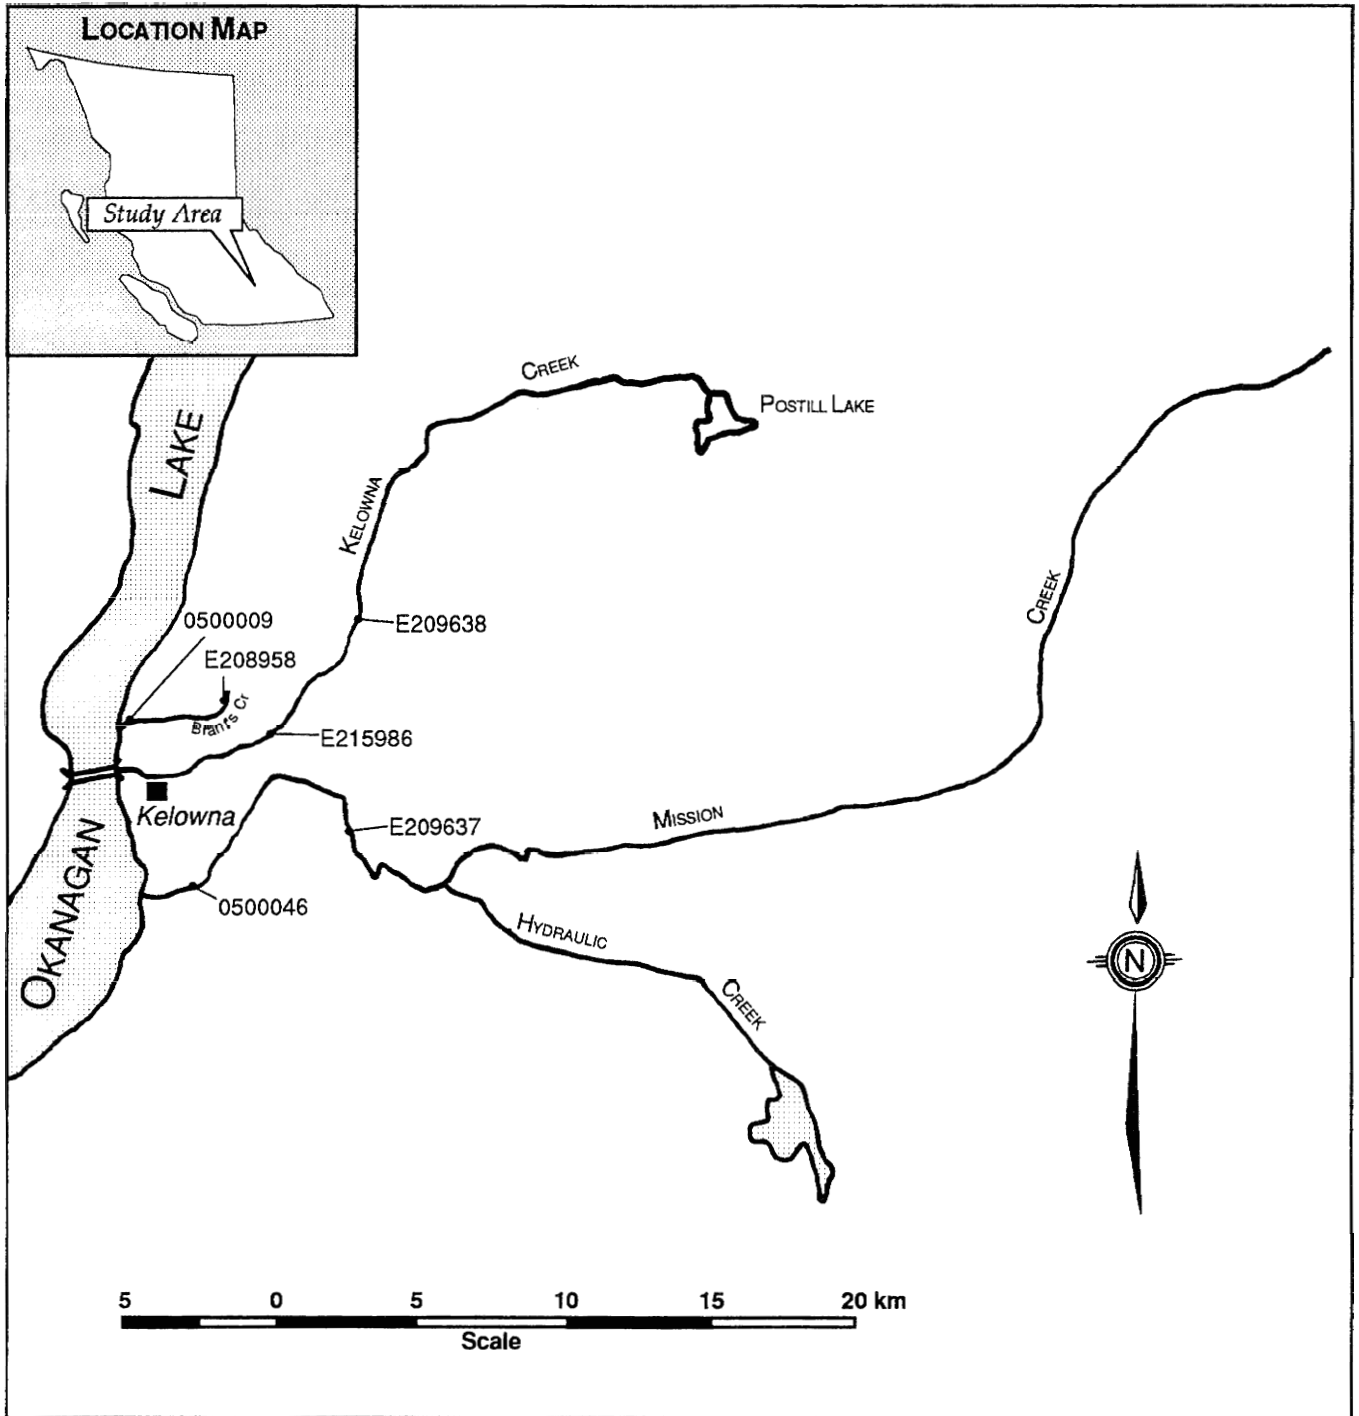 LOCATION MAP
Study Area
CREEK
POSTILL LAKE
LAKE
KELOWNA
CREEK
0500009
E209638
E208958
Brant's Cr
E215986
Kelowna
MISSION
E209637
OKANAGAN
0500046
HYDRAULIC
CREEK
N
5 0 5 10 15 20 km
Scale